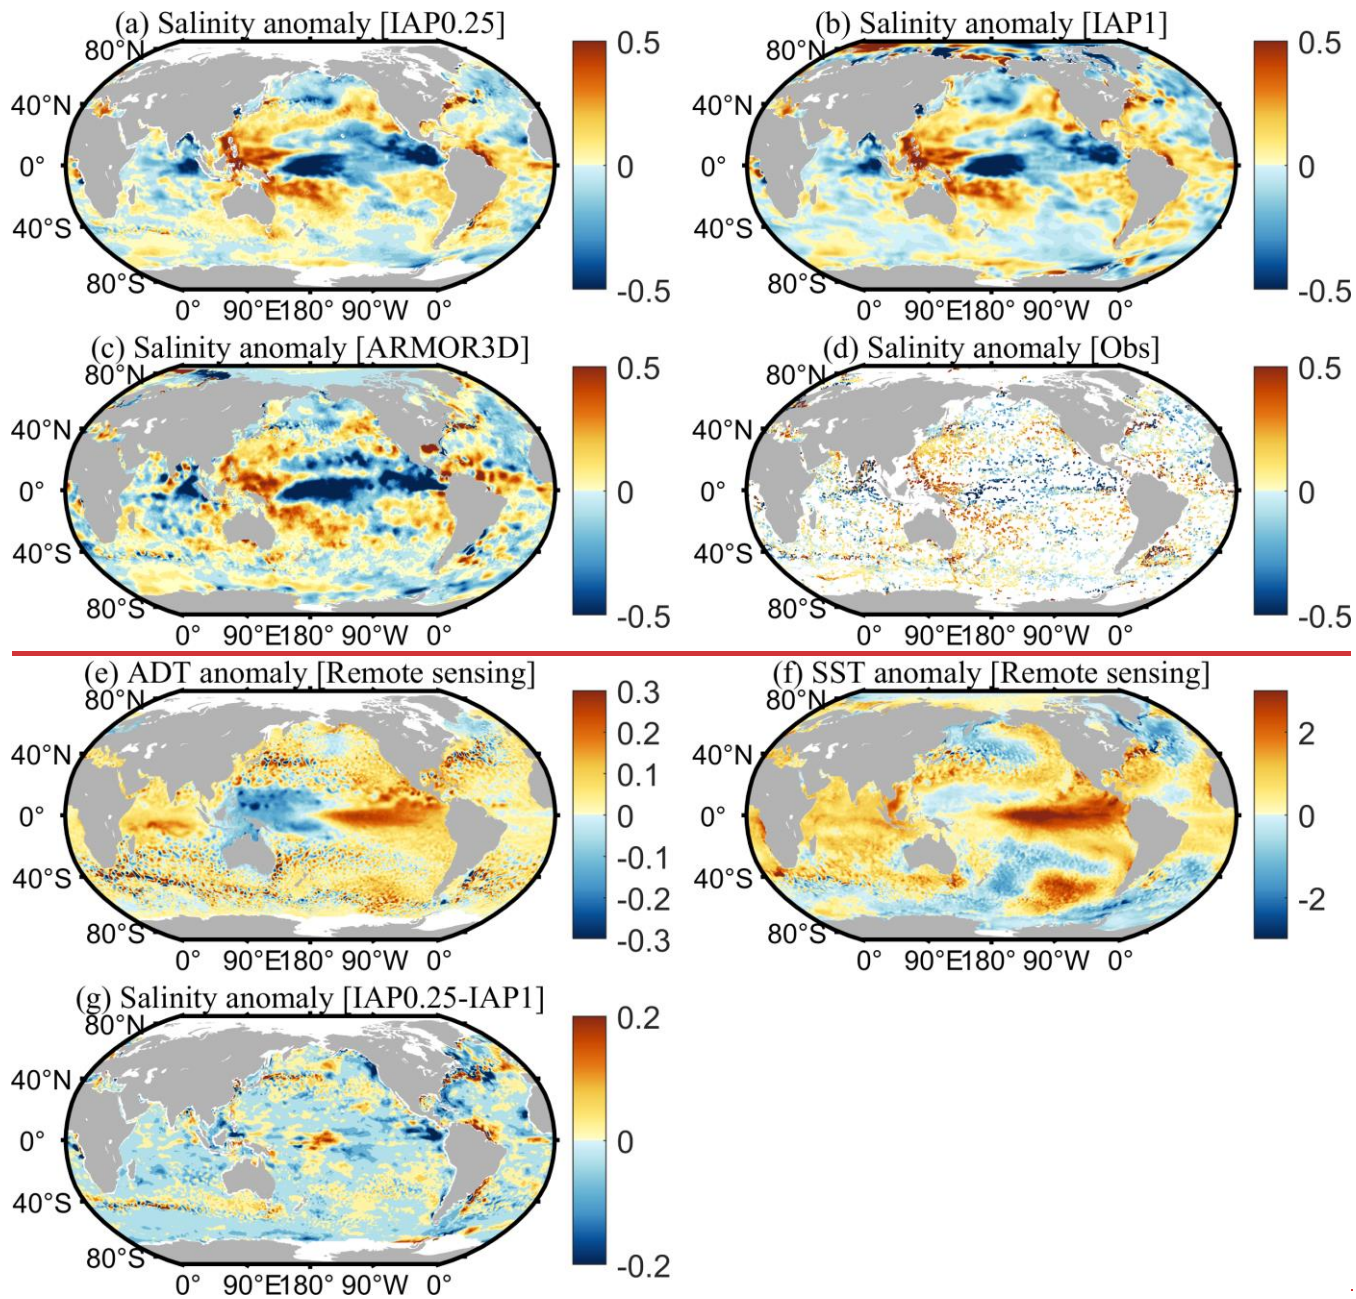 (a) Salinity anomaly [IAP0.25]
80°N
40°N
0°
40°S
80°S
0° 90°E180° 90°W 0°
0.5
0
-0.5
(b) Salinity anomaly [IAP1]
80°N
40°N
0°
40°S
80°S
0° 90°E180° 90°W 0°
0.5
0
-0.5
(c) Salinity anomaly [ARMOR3D]
80°N
40°N
0°
40°S
80°S
0° 90°E180° 90°W 0°
0.5
0
-0.5
(d) Salinity anomaly [Obs]
80°N
40°N
0°
40°S
80°S
0° 90°E180° 90°W 0°
0.5
0
-0.5
(e) ADT anomaly [Remote sensing]
80°N
40°N
0°
40°S
80°S
0° 90°E180° 90°W 0°
0.3
0.2
0.1
0
-0.1
-0.2
-0.3
(f) SST anomaly [Remote sensing]
80°N
40°N
0°
40°S
80°S
0° 90°E180° 90°W 0°
2
0
-2
(g) Salinity anomaly [IAP0.25-IAP1]
80°N
40°N
0°
40°S
80°S
0° 90°E180° 90°W 0°
0.2
0
-0.2